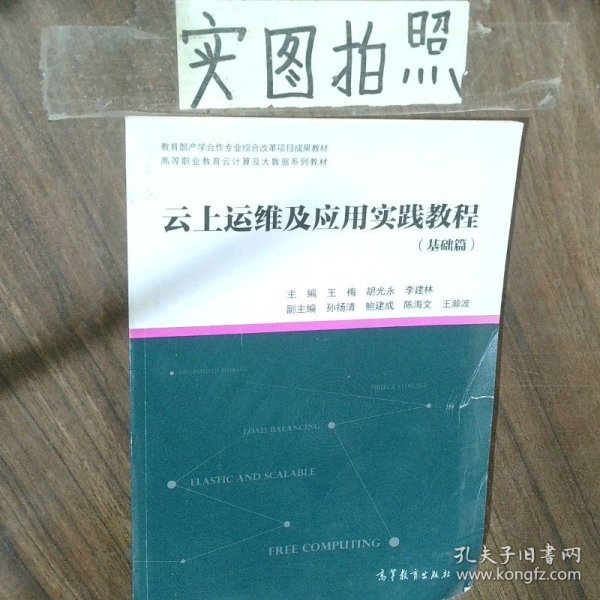 实图拍照
教育部产学合作专业综合改革项目成果教材
高等职业教育云计算及大数据系列教材
云上运维及应用实践教程
（基础篇）
主 编 王 梅 胡光永 李建林
副主编 孙扬清 鲍建成 陈海文 王瀚波
DISTRIBUTED STORAGE
OBJECT STORAGE
LOAD BALANCING
ELASTIC AND SCALABLE
FREE COMPUTING
高等教育出版社
孔夫子旧书网
www.kongfz.com